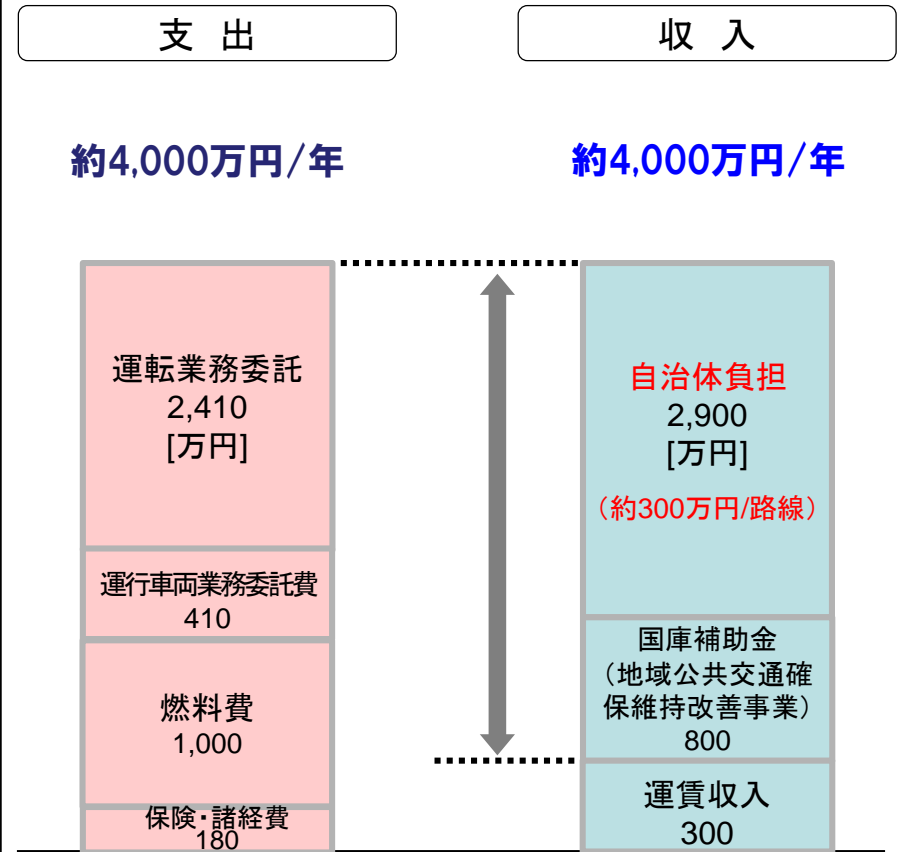 支 出
収 入
約4,000万円/年
約4,000万円/年
運転業務委託
2,410
[万円]
運行車両業務委託費
410
燃料費
1,000
保険・諸経費
180
自治体負担
2,900
[万円]
（約300万円/路線）
国庫補助金
（地域公共交通確
保維持改善事業）
800
運賃収入
300